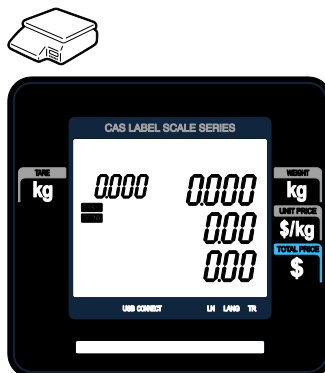 CAS LABEL SCALE SERIES
TARE
kg
0.000
0.000
WEIGHT
kg
0.00
UNIT PRICE
$/kg
0.00
TOTAL PRICE
$
USB CONNECT LN LANG TR